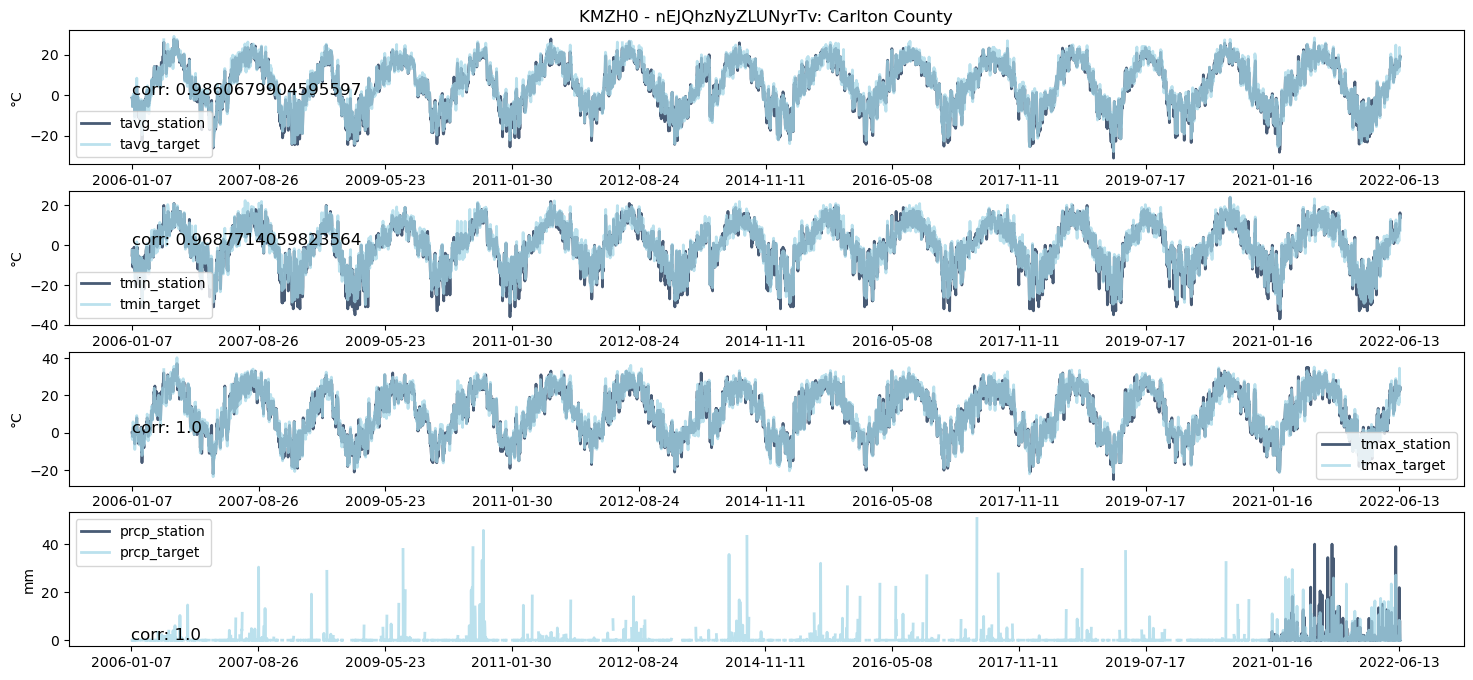 KMZH0 - nEJQhzNyZLUNyrTv: Carlton County
20
0
−20
°C
corr: 0.9860679904595597
tavg_station
tavg_target
2006-01-07 2007-08-26 2009-05-23 2011-01-30 2012-08-24 2014-11-11 2016-05-08 2017-11-11 2019-07-17 2021-01-16 2022-06-13
20
0
−20
−40
°C
corr: 0.9687714059823564
tmin_station
tmin_target
2006-01-07 2007-08-26 2009-05-23 2011-01-30 2012-08-24 2014-11-11 2016-05-08 2017-11-11 2019-07-17 2021-01-16 2022-06-13
40
20
0
−20
°C
corr: 1.0
tmax_station
tmax_target
2006-01-07 2007-08-26 2009-05-23 2011-01-30 2012-08-24 2014-11-11 2016-05-08 2017-11-11 2019-07-17 2021-01-16 2022-06-13
prcp_station
prcp_target
40
20
0
mm
corr: 1.0
2006-01-07 2007-08-26 2009-05-23 2011-01-30 2012-08-24 2014-11-11 2016-05-08 2017-11-11 2019-07-17 2021-01-16 2022-06-13